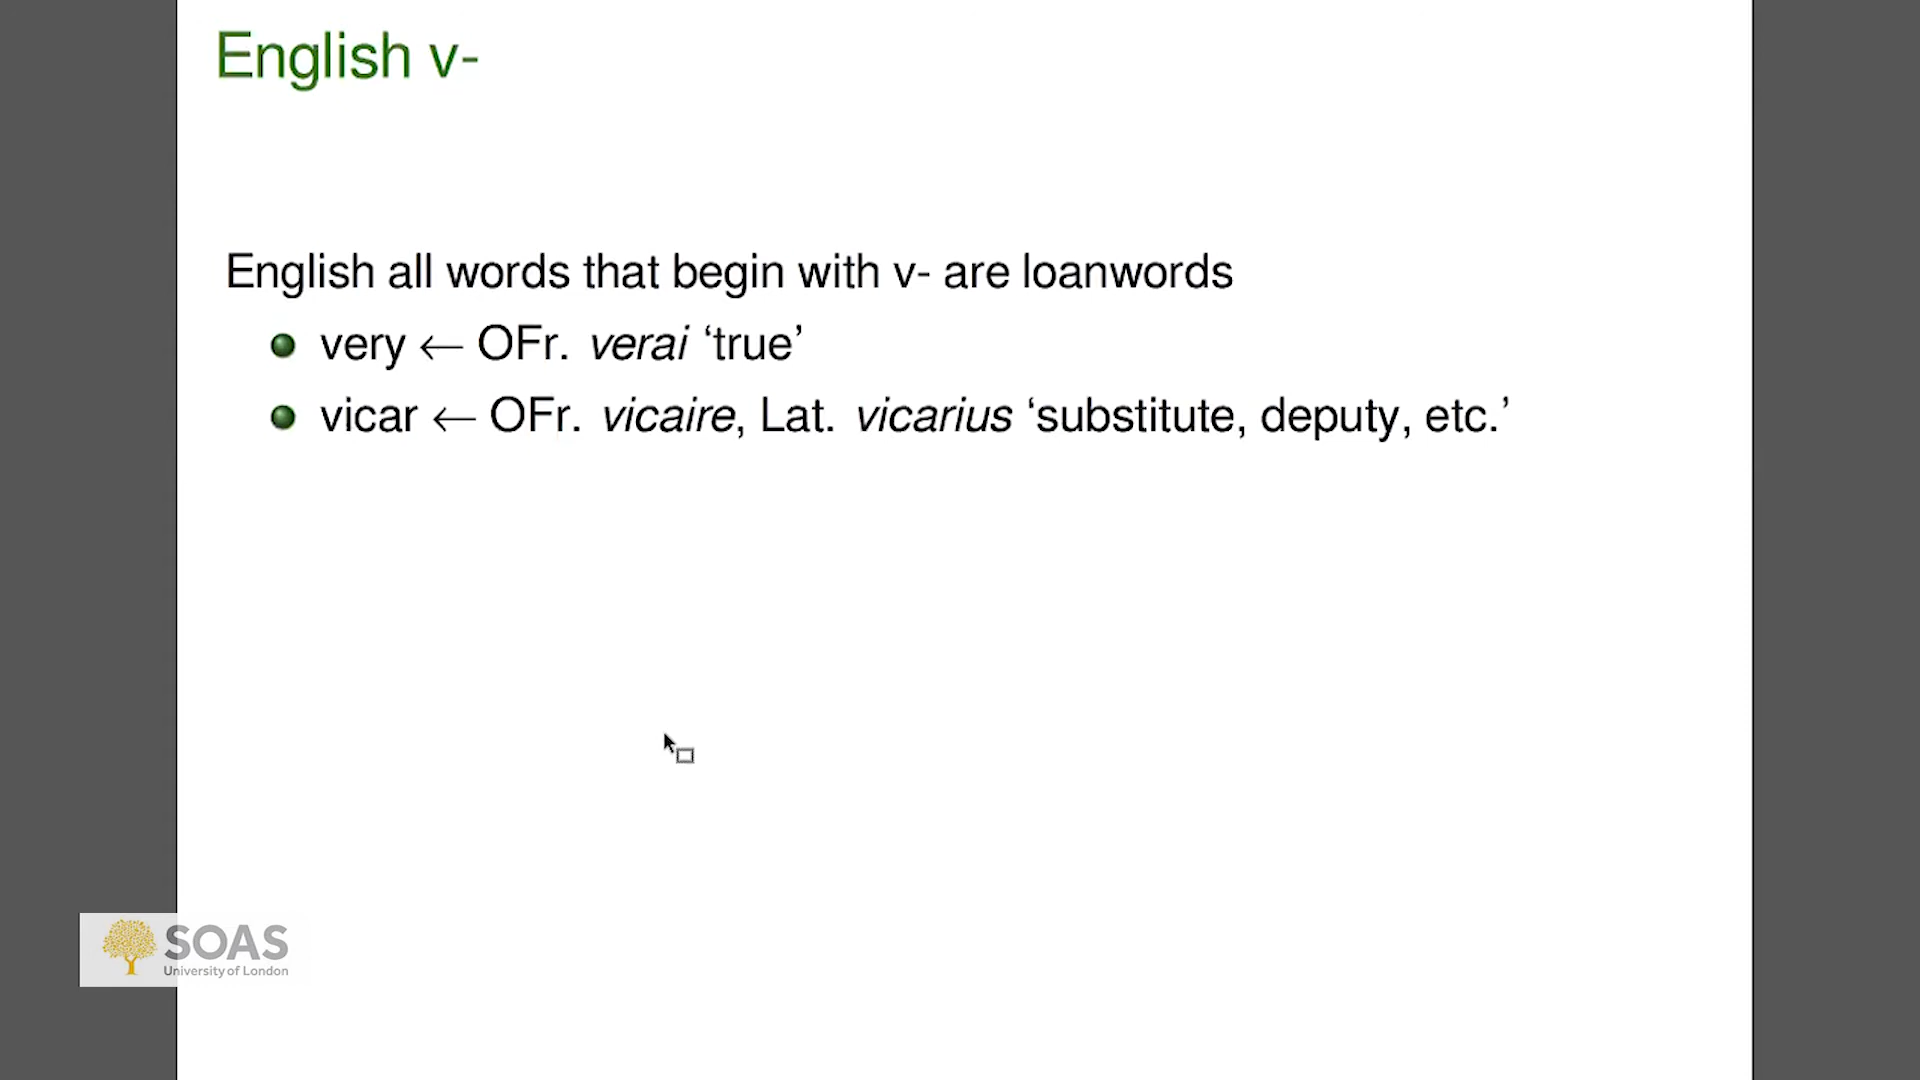 English v-
English all words that begin with v- are loanwords
very ← OFr. verai ‘true’
vicar ← OFr. vicaire, Lat. vicarius ‘substitute, deputy, etc.’
SOAS
University of London